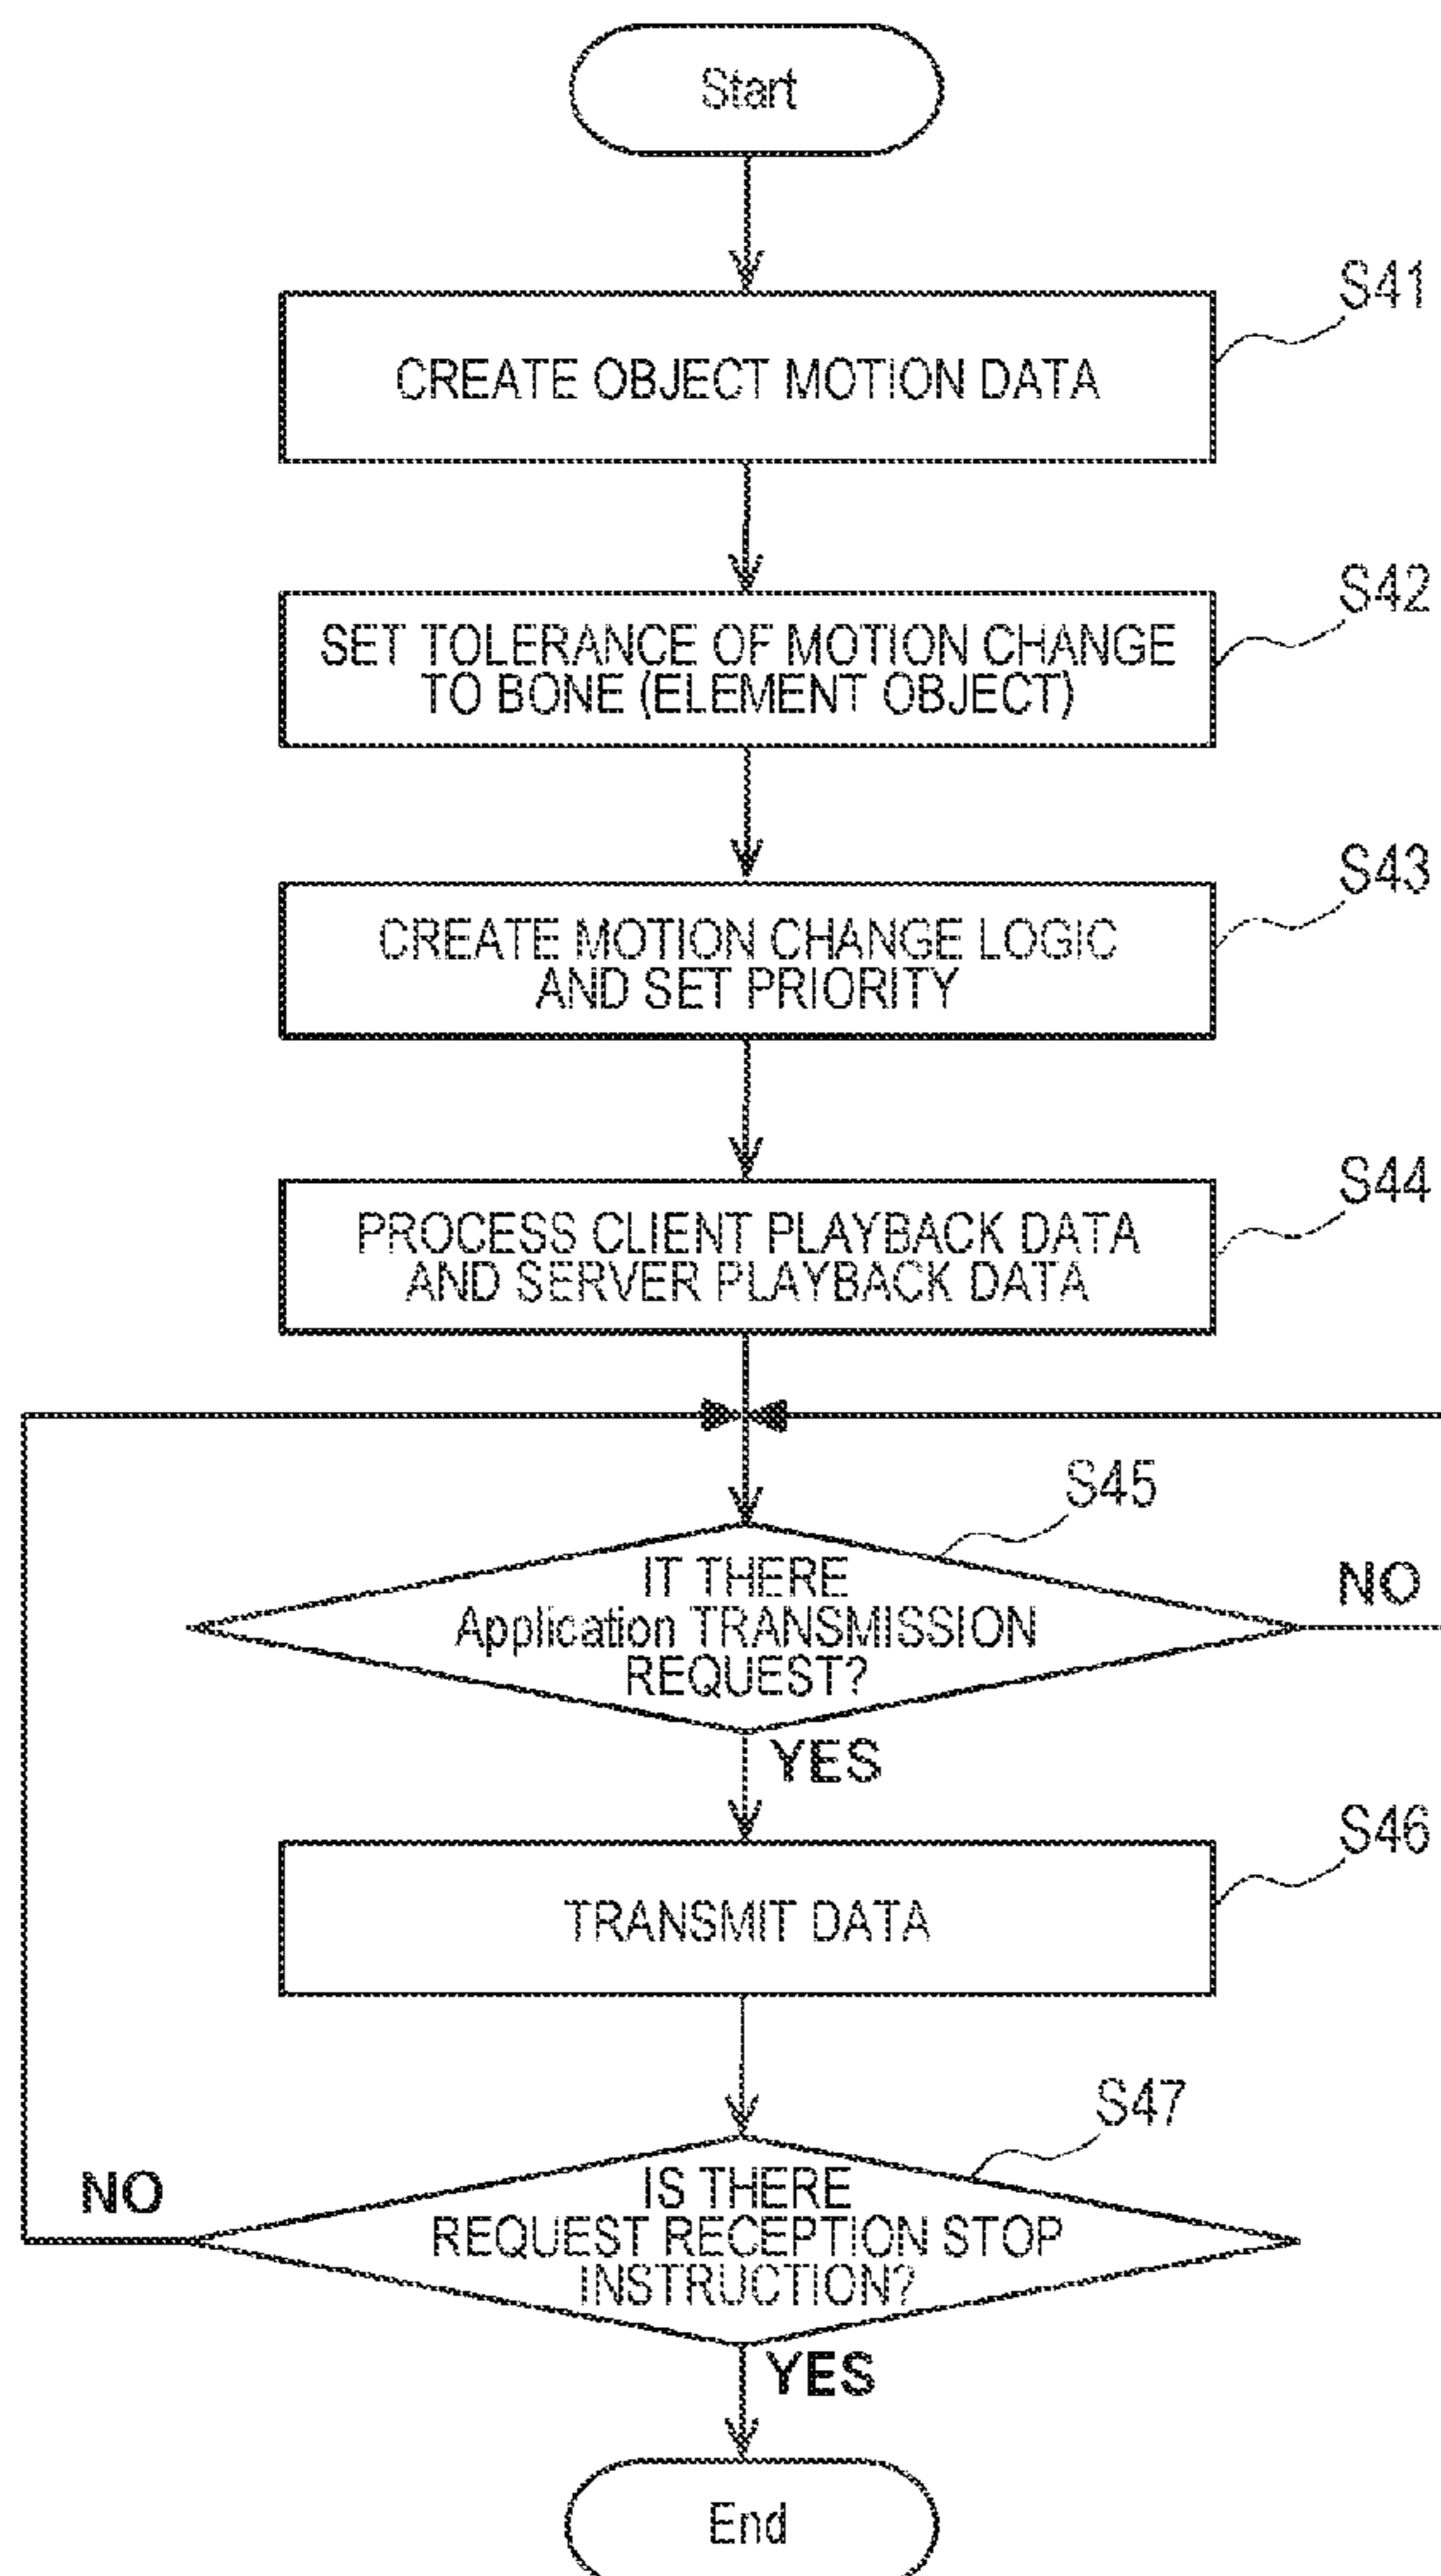 Start
S41
CREATE OBJECT MOTION DATA
S42
SET TOLERANCE OF MOTION CHANGE
TO BONE (ELEMENT OBJECT)
S43
CREATE MOTION CHANGE LOGIC
AND SET PRIORITY
S44
PROCESS CLIENT PLAYBACK DATA
AND SERVER PLAYBACK DATA
S45
IT THERE
Application TRANSMISSION
REQUEST?
NO
YES
S46
TRANSMIT DATA
S47
IS THERE
REQUEST RECEPTION STOP
INSTRUCTION?
NO
YES
End